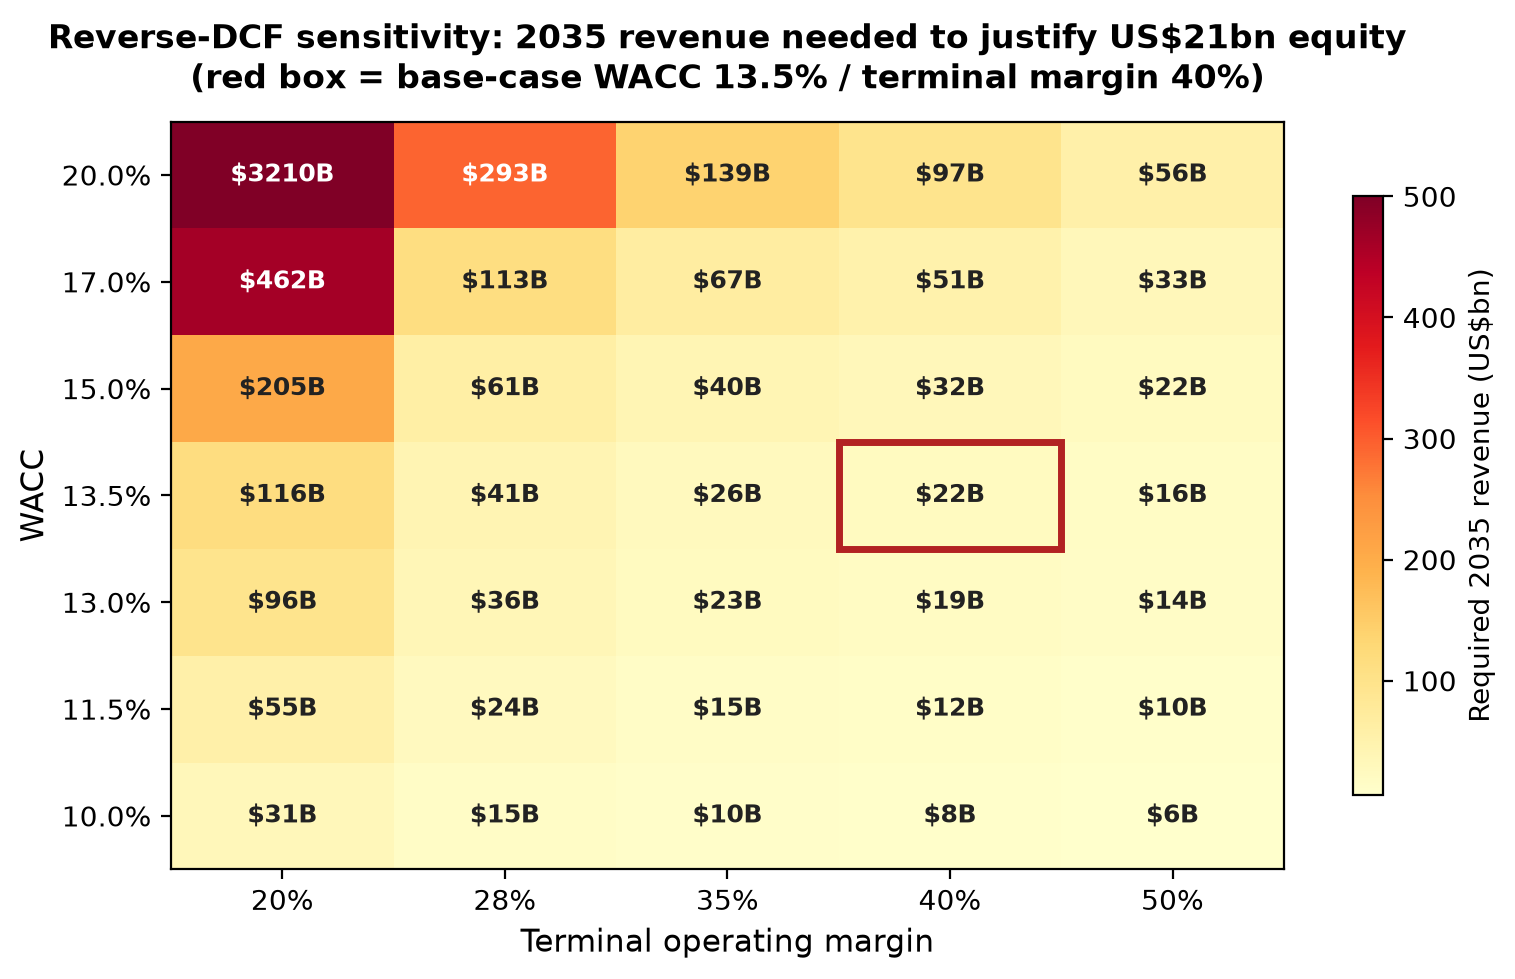 Reverse-DCF sensitivity: 2035 revenue needed to justify US$21bn equity
(red box = base-case WACC 13.5% / terminal margin 40%)
20.0% $3210B $293B $139B $97B $56B
17.0% $462B $113B $67B $51B $33B
15.0% $205B $61B $40B $32B $22B
13.5% $116B $41B $26B $22B $16B
13.0% $96B $36B $23B $19B $14B
11.5% $55B $24B $15B $12B $10B
10.0% $31B $15B $10B $8B $6B
20% 28% 35% 40% 50%
Terminal operating margin
WACC
500
400
300
200
100
Required 2035 revenue (US$bn)